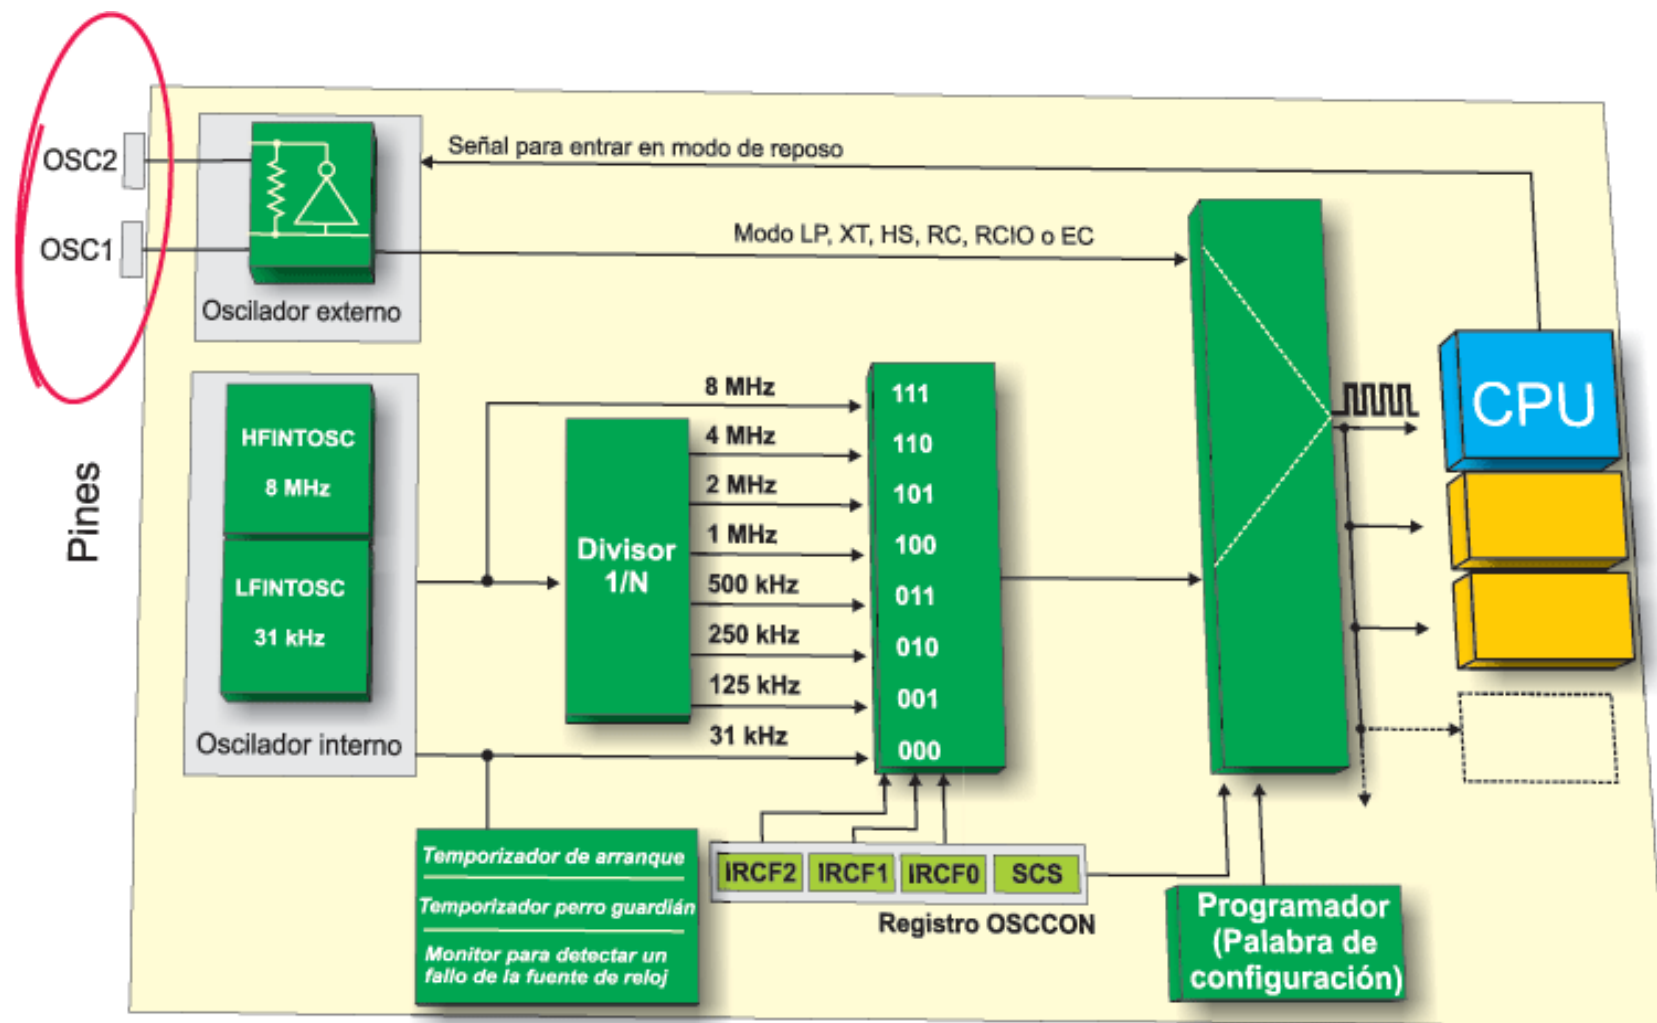 OSC2
Señal para entrar en modo de reposo
OSC1
Modo LP, XT, HS, RC, RCIO o EC
Oscilador externo
Pines
HFINTOSC
8 MHz
LFINTOSC
31 kHz
Oscilador interno
Divisor
1/N
8 MHz
4 MHz
2 MHz
1 MHz
500 kHz
250 kHz
125 kHz
31 kHz
111
110
101
100
011
010
001
000
CPU
Temporizador de arranque
Temporizador perro guardián
Monitor para detectar un
fallo de la fuente de reloj
IRCF2 IRCF1 IRCF0 SCS
Registro OSCCON
Programador
(Palabra de
configuración)